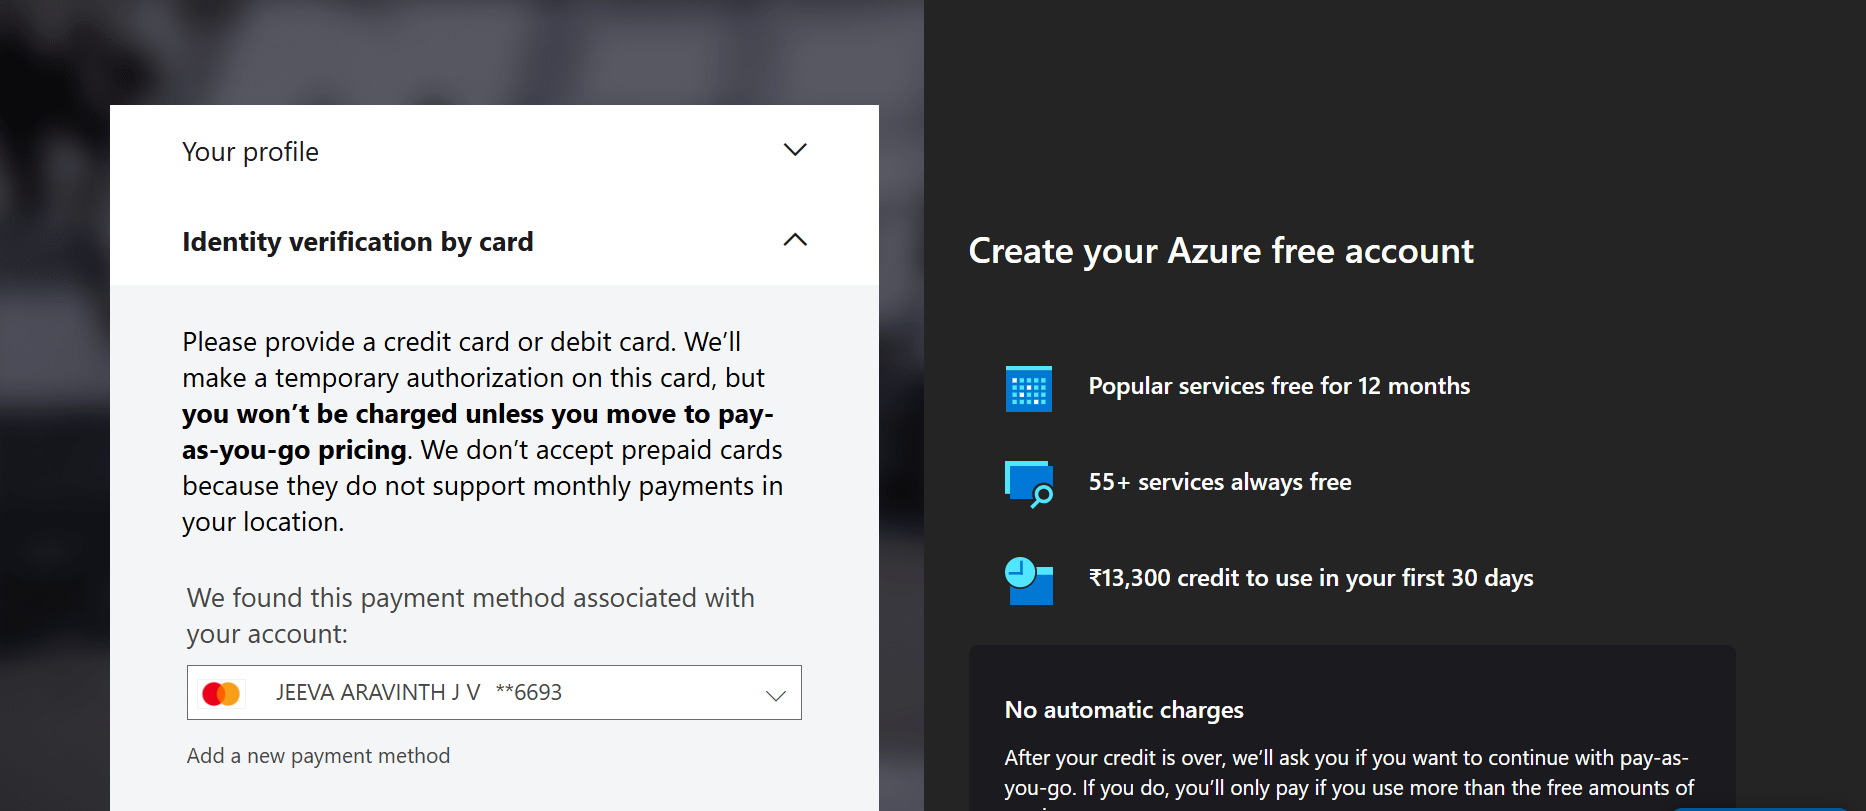 Your profile
Identity verification by card
Please provide a credit card or debit card. We’ll
make a temporary authorization on this card, but
you won’t be charged unless you move to pay-
as-you-go pricing. We don’t accept prepaid cards
because they do not support monthly payments in
your location.
We found this payment method associated with
your account:
JEEVA ARAVINTH J V **6693
Add a new payment method
Create your Azure free account
Popular services free for 12 months
55+ services always free
₹13,300 credit to use in your first 30 days
No automatic charges
After your credit is over, we’ll ask you if you want to continue with pay-as-
you-go. If you do, you’ll only pay if you use more than the free amounts of